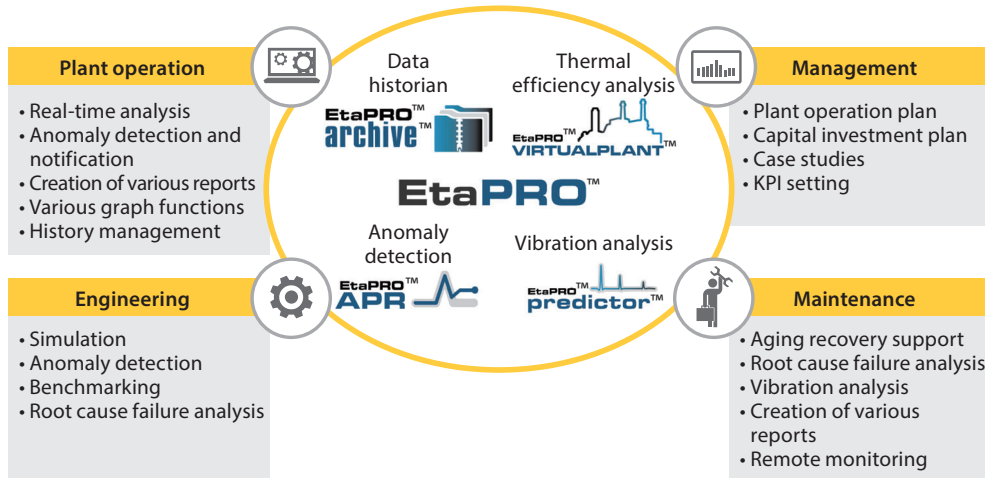 Plant operation
• Real-time analysis
• Anomaly detection and
notification
• Creation of various reports
• Various graph functions
• History management
Data
historian
EtaPRO™
archive™
Thermal
efficiency analysis
EtaPRO™
VIRTUALPLANT™
Management
• Plant operation plan
• Capital investment plan
• Case studies
• KPI setting
EtaPRO™
Anomaly
detection
EtaPRO™
APR
Vibration analysis
EtaPRO™
predictor™
Engineering
• Simulation
• Anomaly detection
• Benchmarking
• Root cause failure analysis
Maintenance
• Aging recovery support
• Root cause failure analysis
• Vibration analysis
• Creation of various
reports
• Remote monitoring